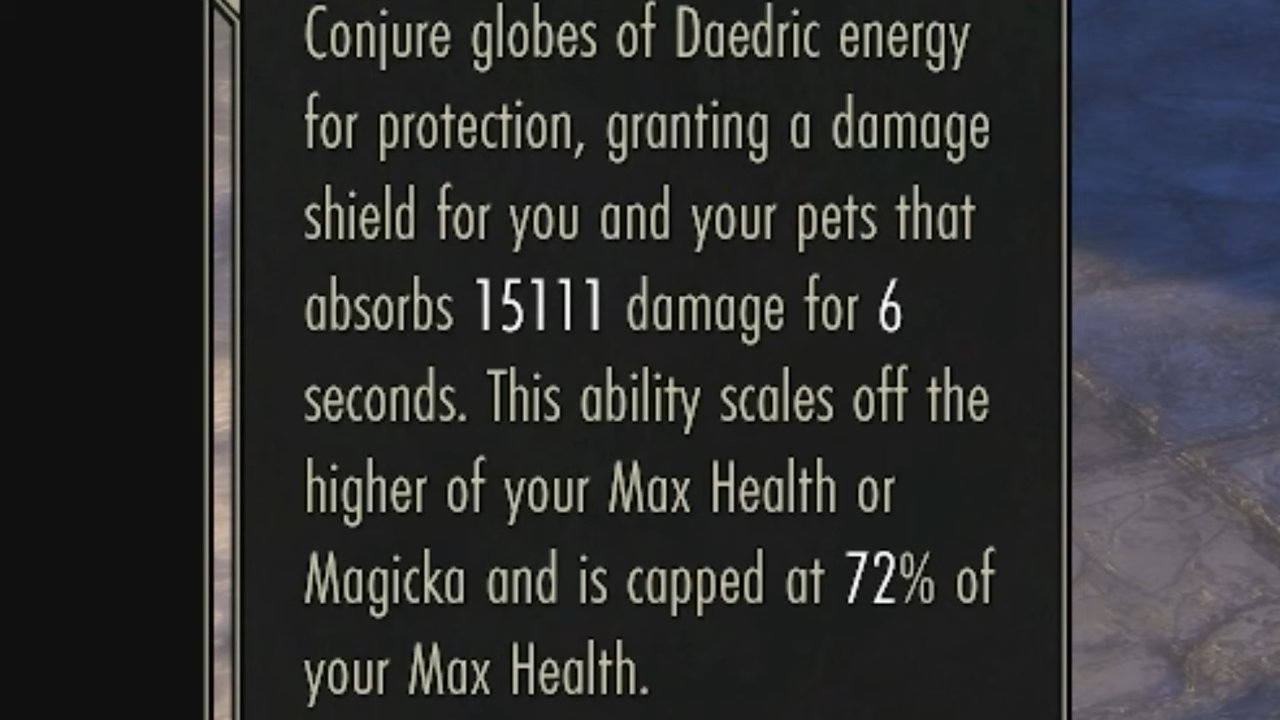 Conjure globes of Daedric energy
for protection, granting a damage
shield for you and your pets that
absorbs 15111 damage for 6
seconds. This ability scales off the
higher of your Max Health or
Magicka and is capped at 72% of
your Max Health.